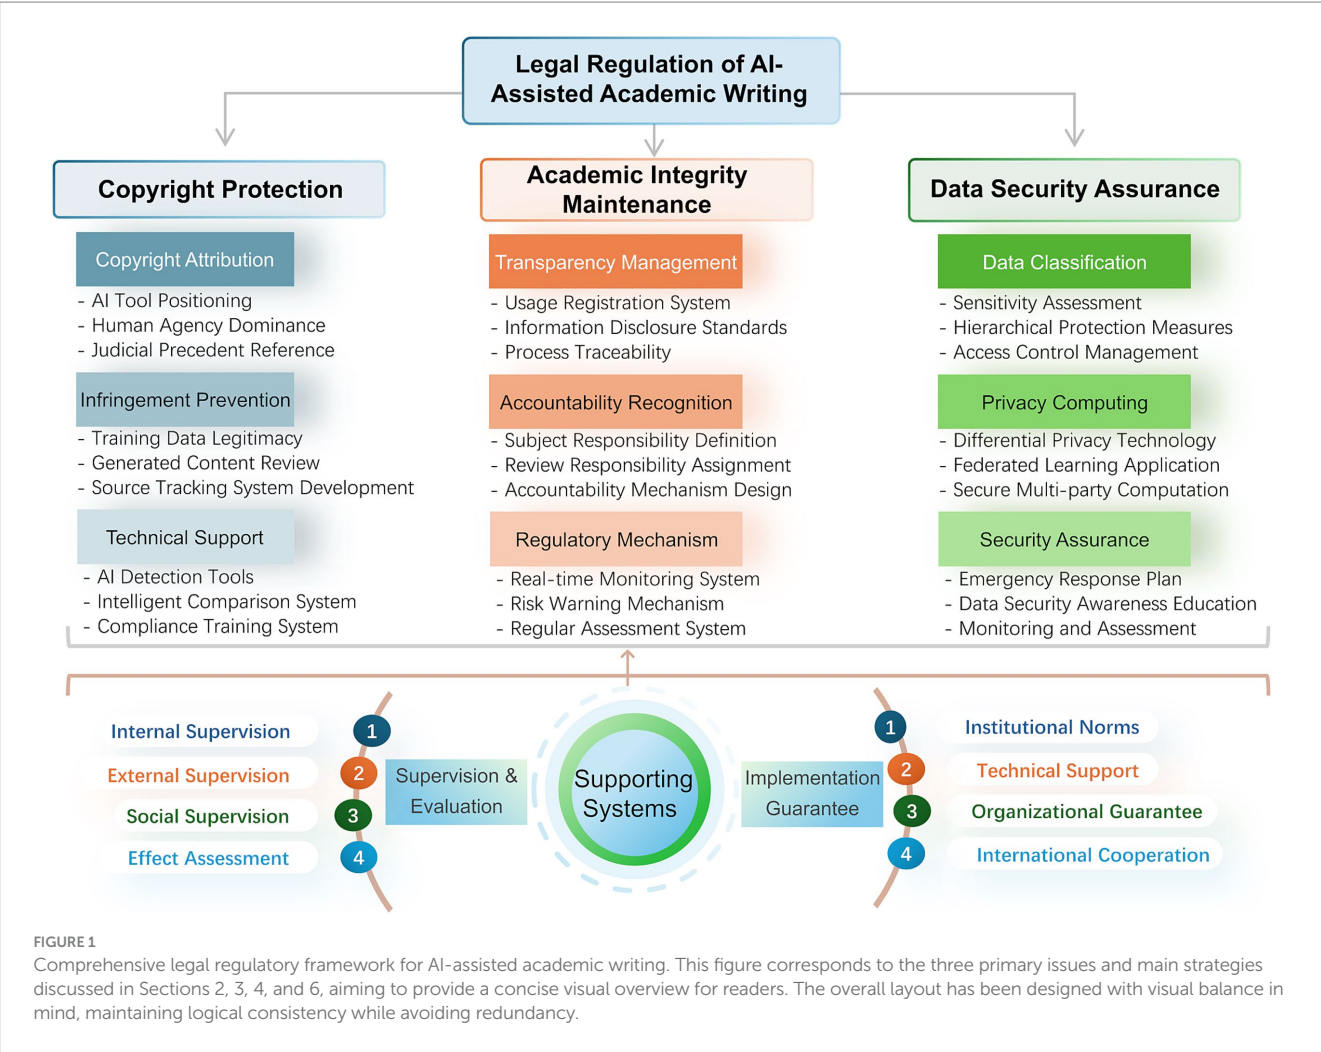 Legal Regulation of AI-
Assisted Academic Writing
Copyright Protection
Copyright Attribution
- AI Tool Positioning
- Human Agency Dominance
- Judicial Precedent Reference
Infringement Prevention
- Training Data Legitimacy
- Generated Content Review
- Source Tracking System Development
Technical Support
- AI Detection Tools
- Intelligent Comparison System
- Compliance Training System
Academic Integrity
Maintenance
Transparency Management
- Usage Registration System
- Information Disclosure Standards
- Process Traceability
Accountability Recognition
- Subject Responsibility Definition
- Review Responsibility Assignment
- Accountability Mechanism Design
Regulatory Mechanism
- Real-time Monitoring System
- Risk Warning Mechanism
- Regular Assessment System
Data Security Assurance
Data Classification
- Sensitivity Assessment
- Hierarchical Protection Measures
- Access Control Management
Privacy Computing
- Differential Privacy Technology
- Federated Learning Application
- Secure Multi-party Computation
Security Assurance
- Emergency Response Plan
- Data Security Awareness Education
- Monitoring and Assessment
Internal Supervision 1
External Supervision 2
Social Supervision 3
Effect Assessment 4
Supervision &
Evaluation
Supporting
Systems
Implementation
Guarantee
1 Institutional Norms
2 Technical Support
3 Organizational Guarantee
4 International Cooperation
FIGURE 1
Comprehensive legal regulatory framework for AI-assisted academic writing. This figure corresponds to the three primary issues and main strategies
discussed in Sections 2, 3, 4, and 6, aiming to provide a concise visual overview for readers. The overall layout has been designed with visual balance in
mind, maintaining logical consistency while avoiding redundancy.